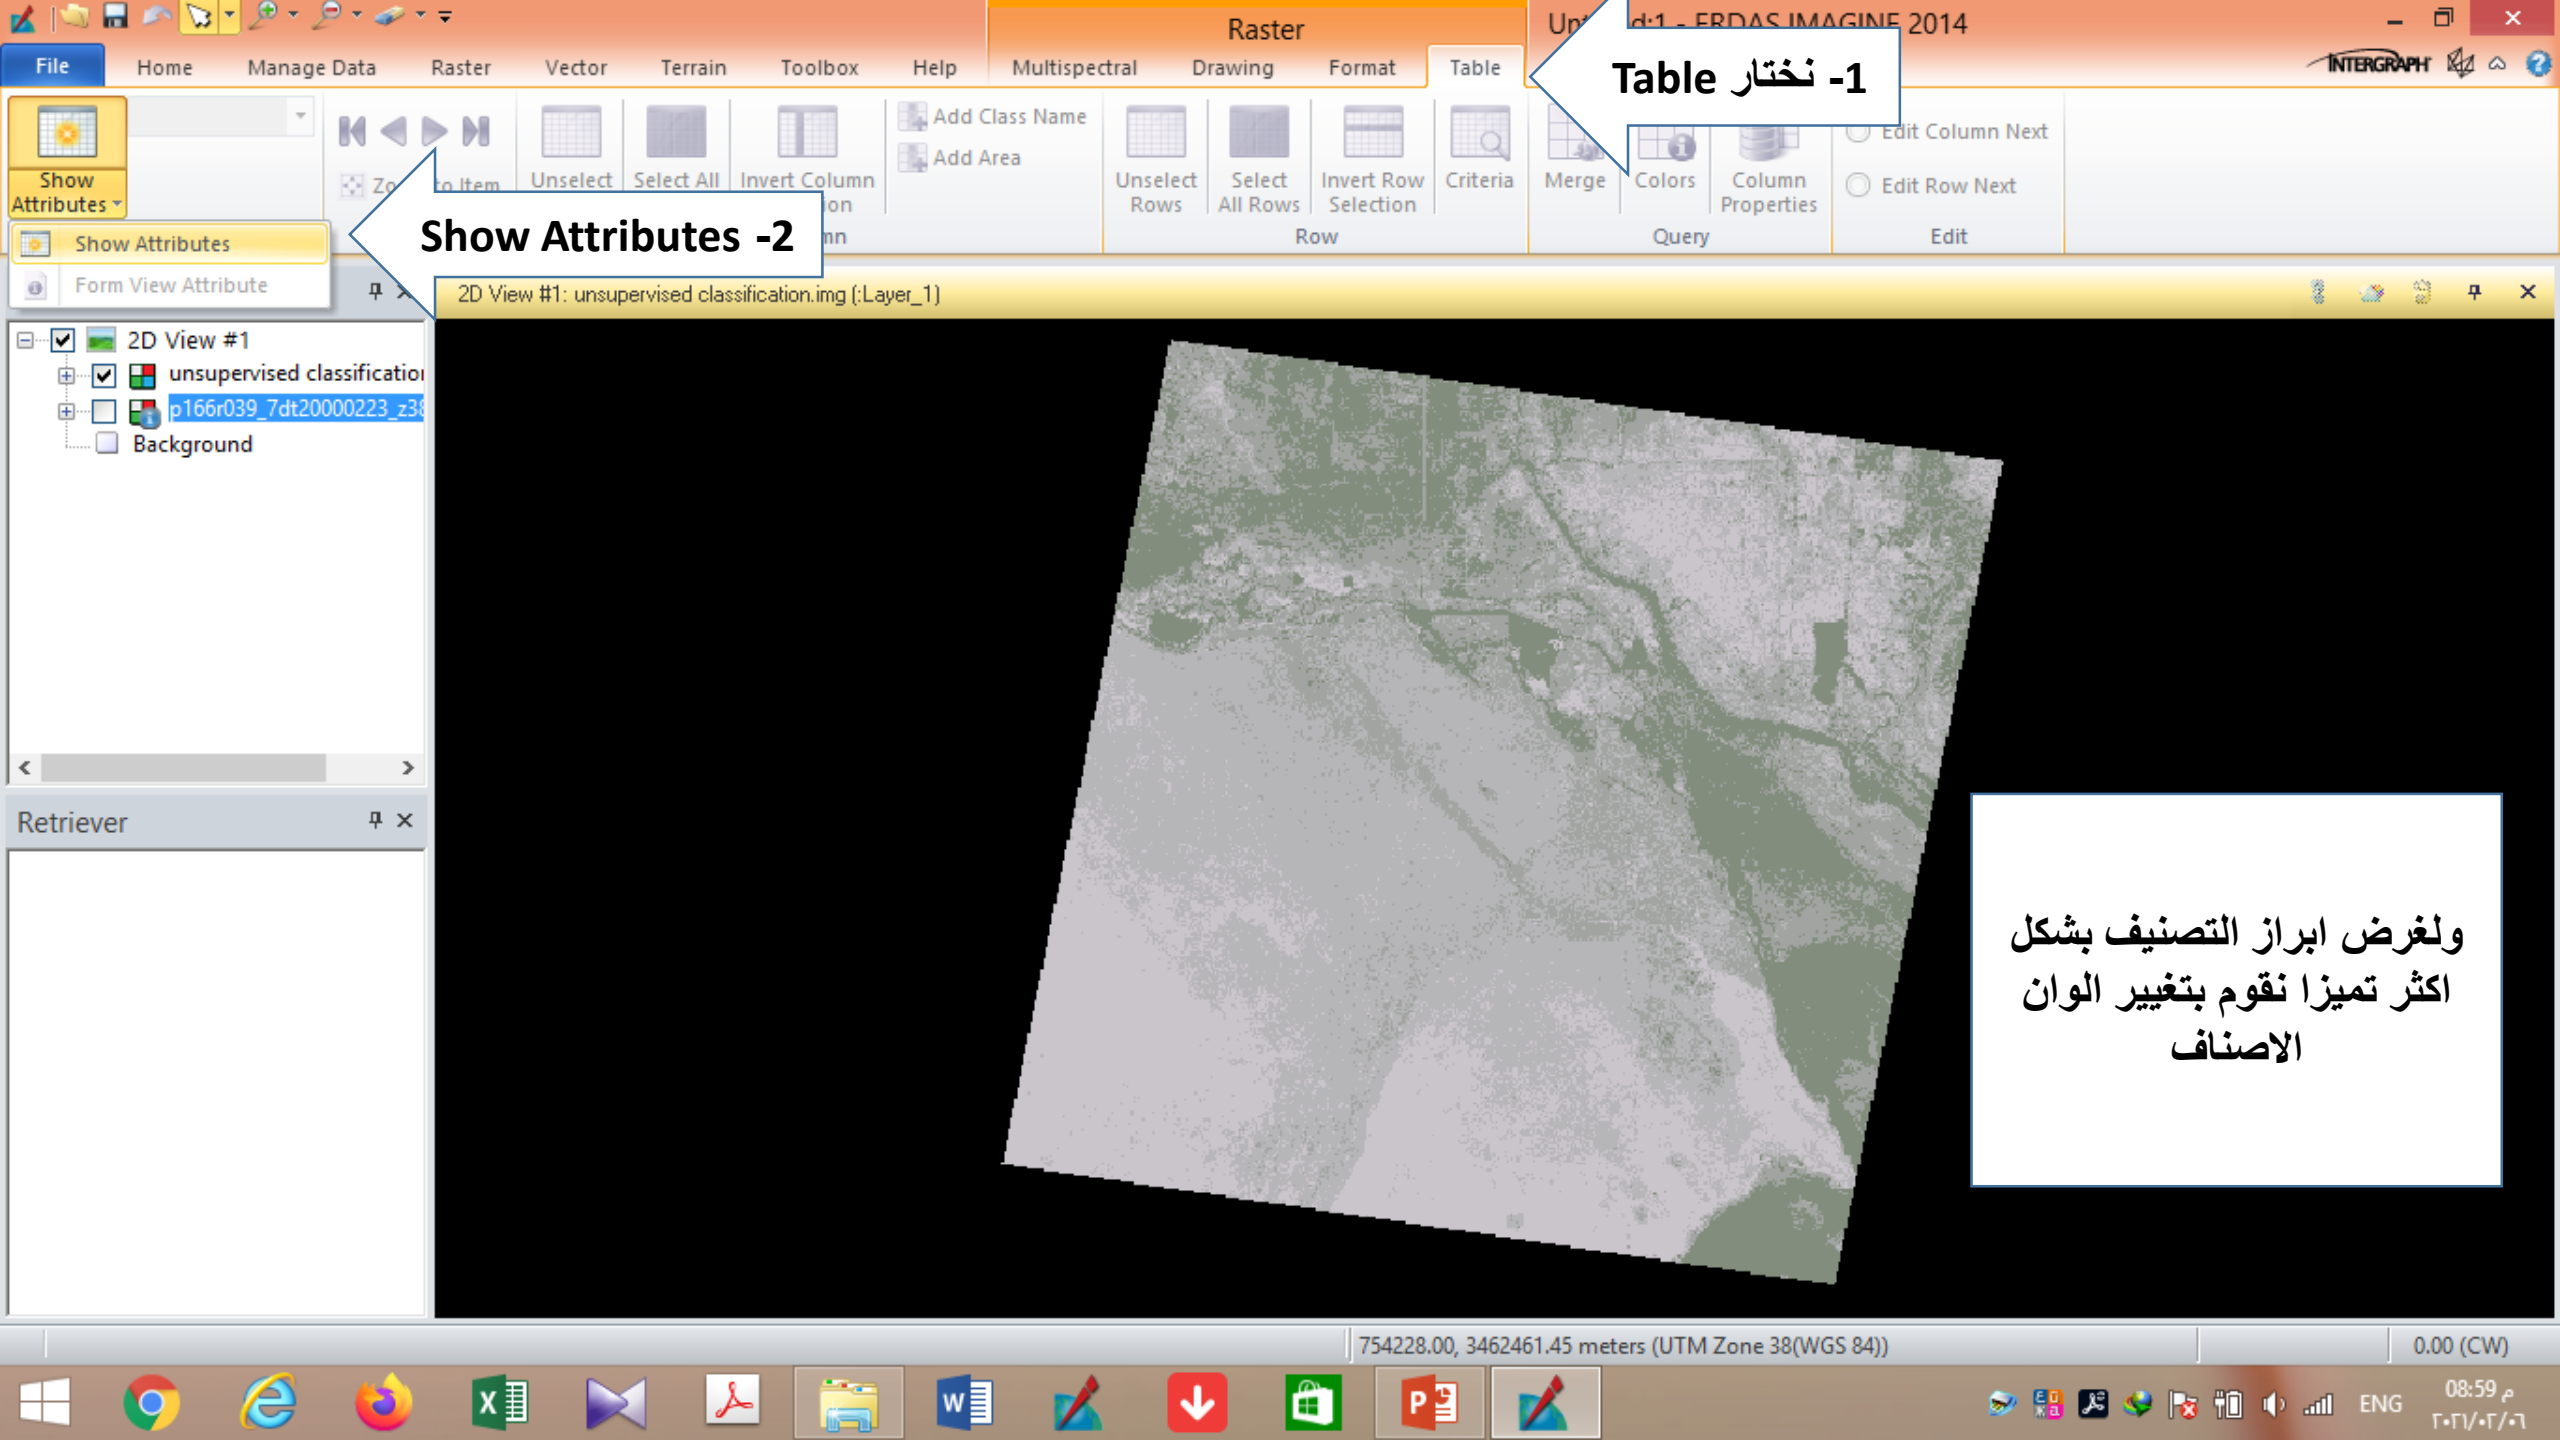 Raster
ERDAS IMAGINE 2014
File Home Manage Data Raster Vector Terrain Toolbox Help Multispectral Drawing Format Table
INTERGRAPH
1- نختار Table
Show Attributes
Unselect
Select All
Invert Column
Add Class Name
Add Area
Unselect Rows
Select All Rows
Invert Row Selection
Criteria
Merge
Colors
Column Properties
Edit Column Next
Edit Row Next
Row
Query
Edit
Show Attributes -2
Show Attributes
Form View Attribute
2D View #1: unsupervised classification.img (:Layer_1)
2D View #1
unsupervised classification
p166r039_7dt20000223_z38
Background
Retriever
ولغرض ابراز التصنيف بشكل
اكثر تميزا نقوم بتغيير الوان
الاصناف
754228.00, 3462461.45 meters (UTM Zone 38(WGS 84))
0.00 (CW)
ENG
08:59 م
٢٠٢١/٠٢/٠٦